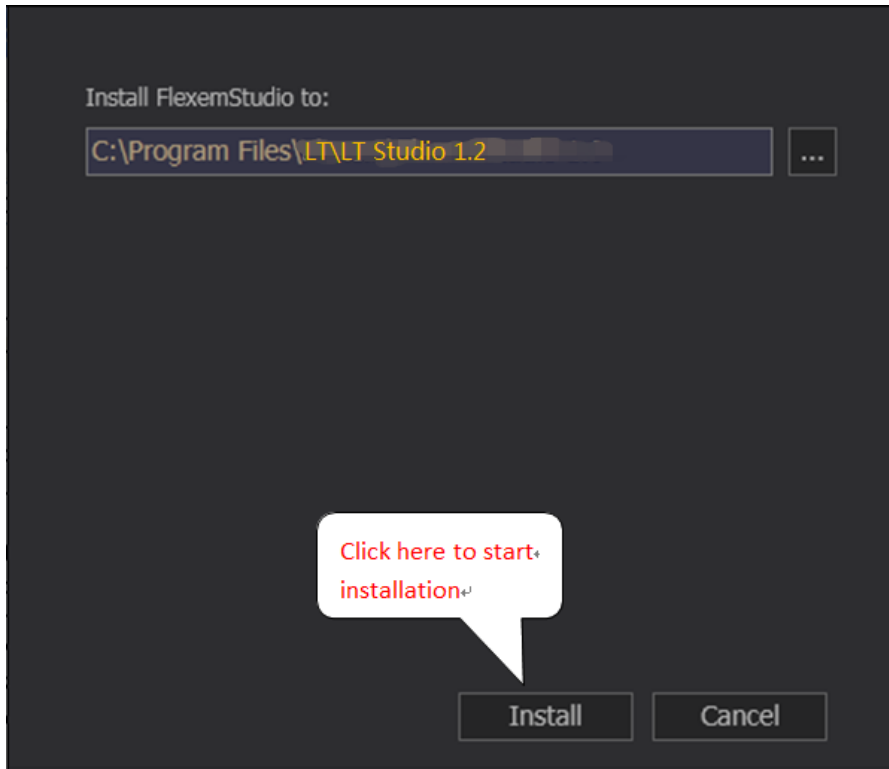 Install FlexemStudio to:
C:\Program Files\LT\LT Studio 1.2
...
Click here to start
installation
Install
Cancel